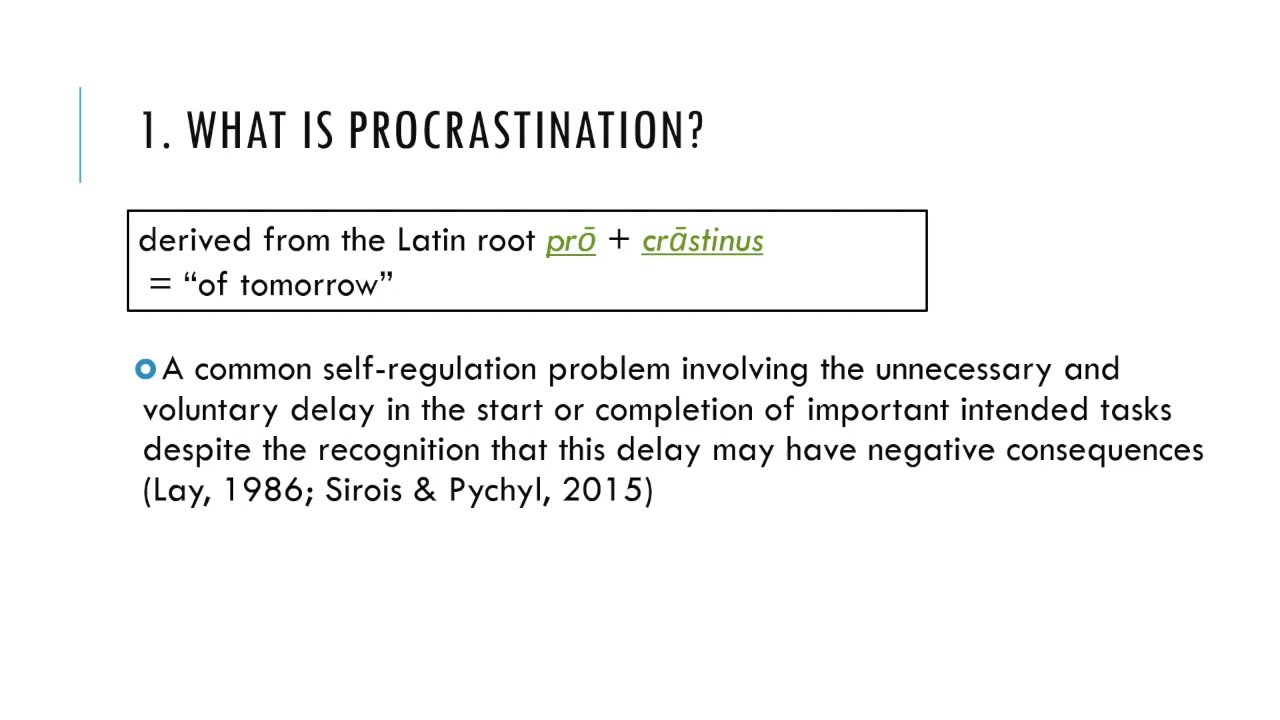 1. WHAT IS PROCRASTINATION?
derived from the Latin root prō + crāstinus
= “of tomorrow”
A common self-regulation problem involving the unnecessary and
voluntary delay in the start or completion of important intended tasks
despite the recognition that this delay may have negative consequences
(Lay, 1986; Sirois & Pychyl, 2015)